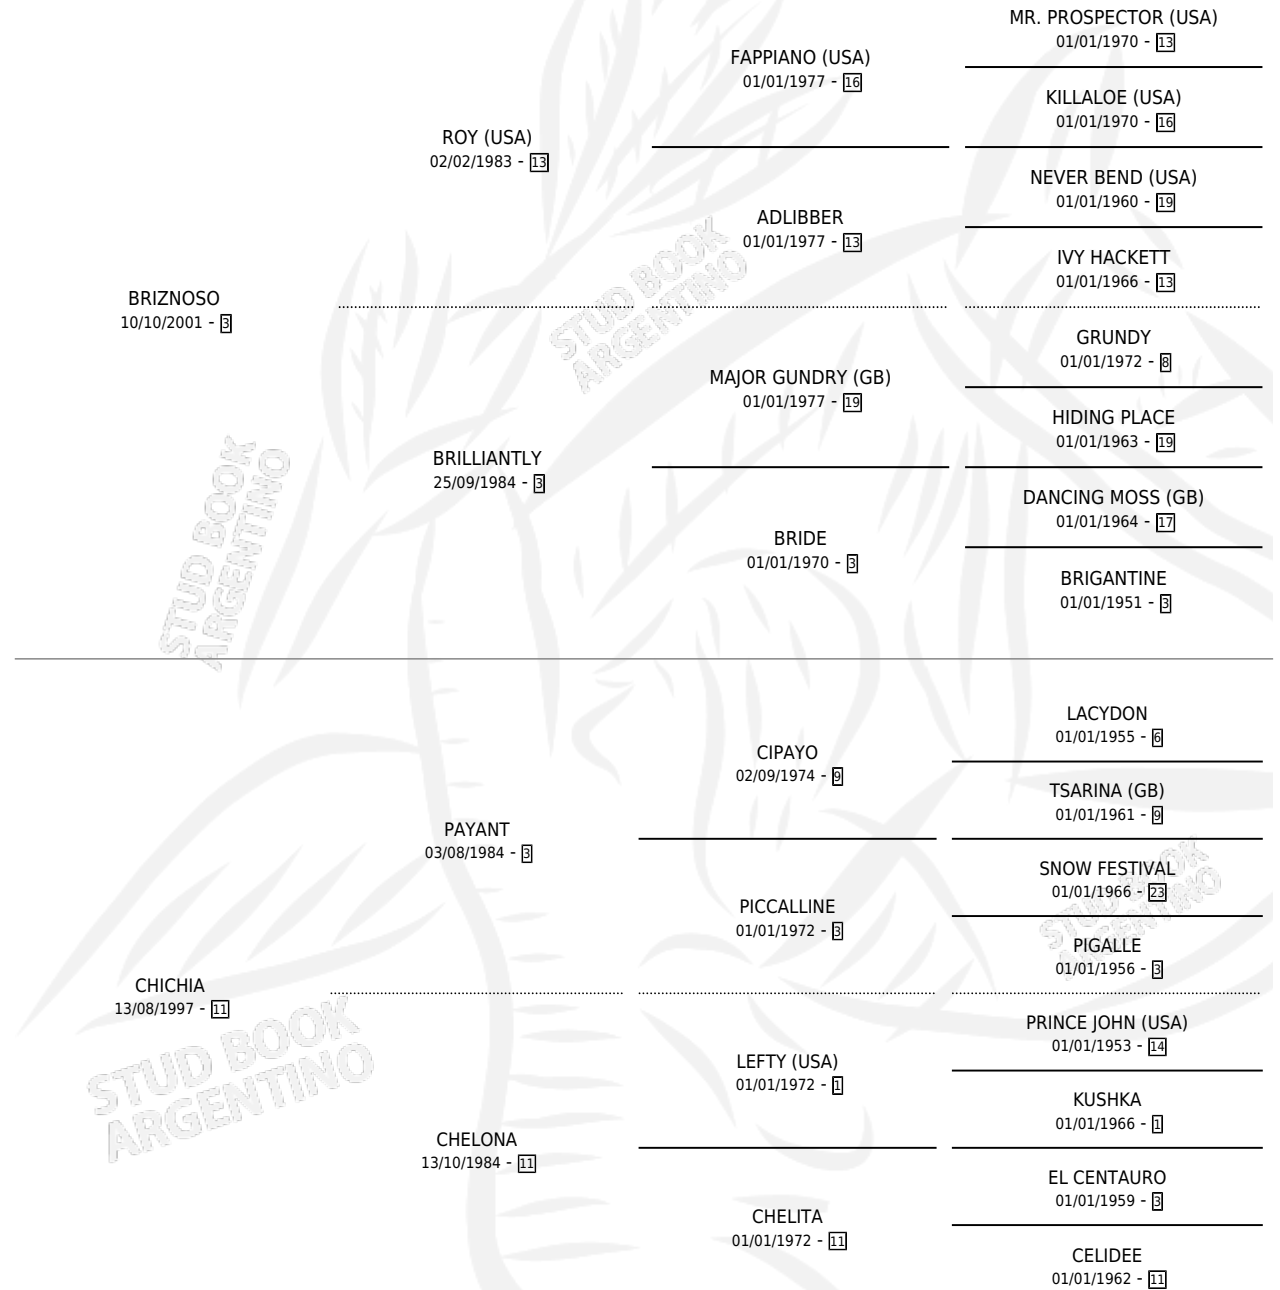 MR. PROSPECTOR (USA)
01/01/1970 - 13
FAPPIANO (USA)
01/01/1977 - 16
KILLALOE (USA)
01/01/1970 - 16
ROY (USA)
02/02/1983 - 13
NEVER BEND (USA)
01/01/1960 - 19
ADLIBBER
01/01/1977 - 13
IVY HACKETT
01/01/1966 - 13
BRIZNOSO
10/10/2001 - 3
GRUNDY
01/01/1972 - 8
MAJOR GUNDRY (GB)
01/01/1977 - 19
HIDING PLACE
01/01/1963 - 19
BRILLIANTLY
25/09/1984 - 3
DANCING MOSS (GB)
01/01/1964 - 17
BRIDE
01/01/1970 - 3
BRIGANTINE
01/01/1951 - 3
STUD BOOK
ARGENTINO
STUD BOOK
ARGENTINO
LACYDON
01/01/1955 - 6
CIPAYO
02/09/1974 - 9
TSARINA (GB)
01/01/1961 - 9
PAYANT
03/08/1984 - 3
SNOW FESTIVAL
01/01/1966 - 23
PICCALLINE
01/01/1972 - 3
PIGALLE
01/01/1956 - 3
STUD BOOK
ARGENTINO
CHICHIA
13/08/1997 - 11
PRINCE JOHN (USA)
01/01/1953 - 14
LEFTY (USA)
01/01/1972 - 1
KUSHKA
01/01/1966 - 1
CHELONA
13/10/1984 - 11
EL CENTAURO
01/01/1959 - 3
CHELITA
01/01/1972 - 11
CELIDEE
01/01/1962 - 11
STUD BOOK
ARGENTINO